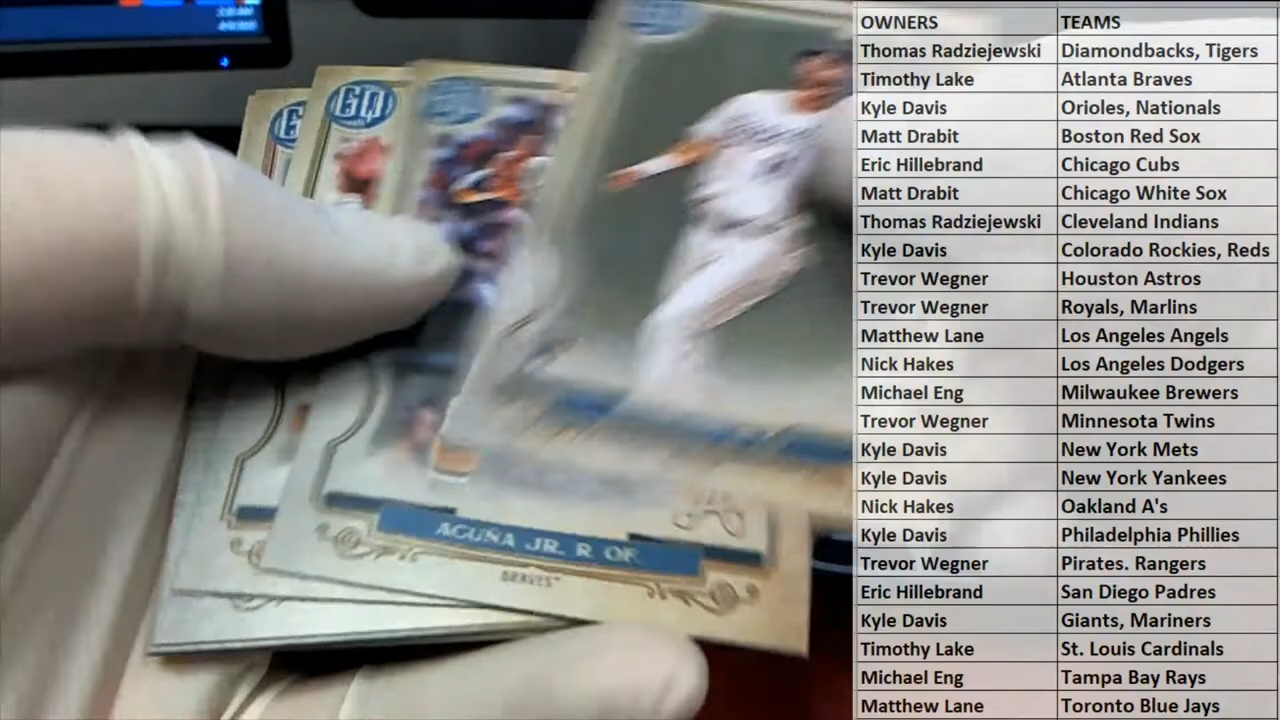 GQ
ACUÑA JR. R OF
BRAVES
OWNERS TEAMS
Thomas Radziejewski Diamondbacks, Tigers
Timothy Lake Atlanta Braves
Kyle Davis Orioles, Nationals
Matt Drabit Boston Red Sox
Eric Hillebrand Chicago Cubs
Matt Drabit Chicago White Sox
Thomas Radziejewski Cleveland Indians
Kyle Davis Colorado Rockies, Reds
Trevor Wegner Houston Astros
Trevor Wegner Royals, Marlins
Matthew Lane Los Angeles Angels
Nick Hakes Los Angeles Dodgers
Michael Eng Milwaukee Brewers
Trevor Wegner Minnesota Twins
Kyle Davis New York Mets
Kyle Davis New York Yankees
Nick Hakes Oakland A's
Kyle Davis Philadelphia Phillies
Trevor Wegner Pirates. Rangers
Eric Hillebrand San Diego Padres
Kyle Davis Giants, Mariners
Timothy Lake St. Louis Cardinals
Michael Eng Tampa Bay Rays
Matthew Lane Toronto Blue Jays